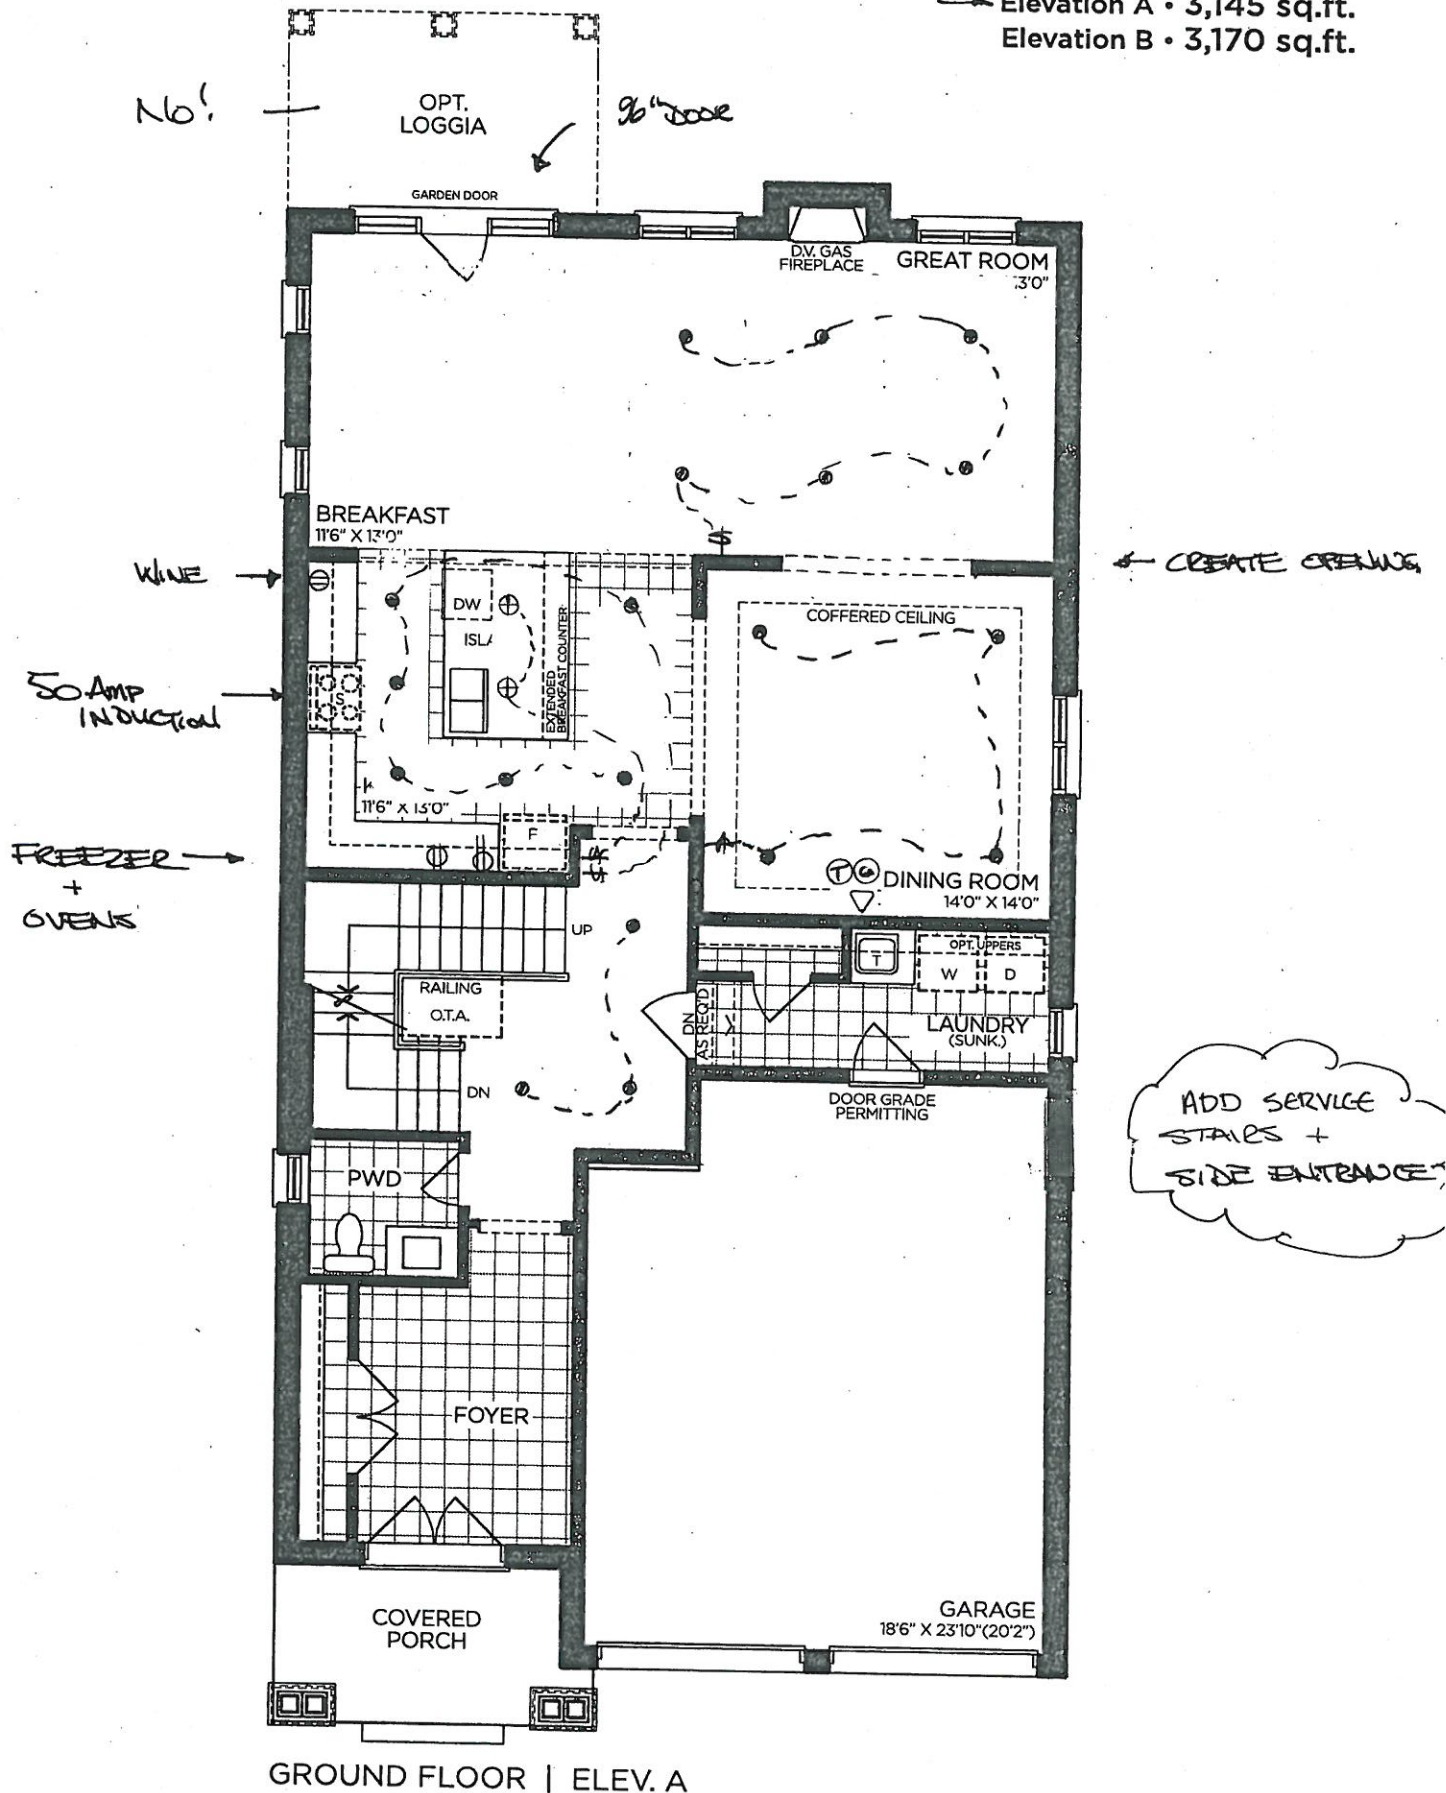 Elevation A • 3,145 sq.ft.
Elevation B • 3,170 sq.ft.
No!
OPT.
LOGGIA
96" DOOR
GARDEN DOOR
D.V. GAS
FIREPLACE
GREAT ROOM
13'0"
BREAKFAST
11'6" X 13'0"
WINE
CREATE OPENING
DW
ISLA
EXTENDED
BREAKFAST COUNTER
COFFERED CEILING
50 AMP
INDUCTION
S
11'6" X 13'0"
F
FREEZER
+
OVENS
T
DINING ROOM
14'0" X 14'0"
UP
OPT. UPPERS
T
W
D
RAILING
O.T.A.
DN
AS REQ'D
LAUNDRY
(SUNK.)
DN
DOOR GRADE
PERMITTING
ADD SERVICE
STAIRS +
SIDE ENTRANCE
PWD
FOYER
COVERED
PORCH
GARAGE
18'6" X 23'10"(20'2")
GROUND FLOOR | ELEV. A